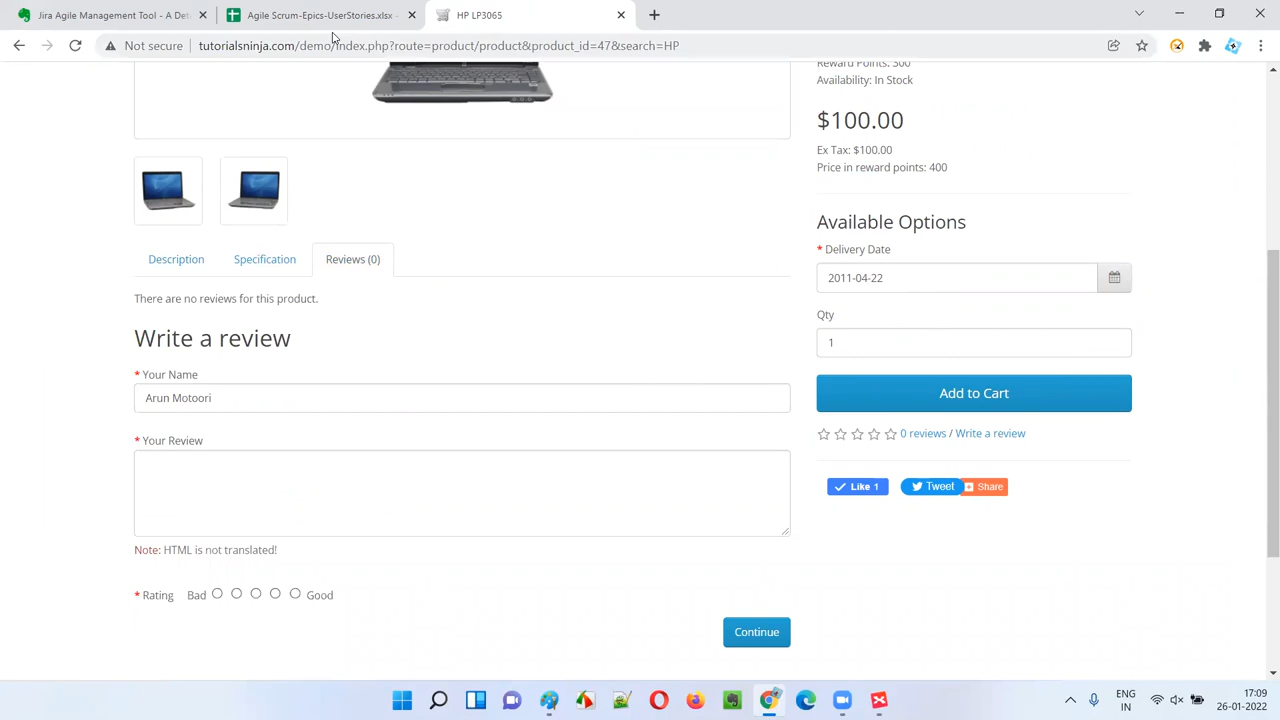 Jira Agile Management Tool - A De
Agile Scrum-Epics-UserStories.xlsx
HP LP3065
Not secure
tutorialsninja.com/demo/index.php?route=product/product&product_id=47&search=HP
Reward Points: 300
Availability: In Stock
$100.00
Ex Tax: $100.00
Price in reward points: 400
Available Options
* Delivery Date
2011-04-22
Qty
1
Add to Cart
0 reviews / Write a review
Like 1
Tweet
Share
Description
Specification
Reviews (0)
There are no reviews for this product.
Write a review
* Your Name
Arun Motoori
* Your Review
Note: HTML is not translated!
* Rating Bad Good
Continue
ENG
IN
17:09
26-01-2022